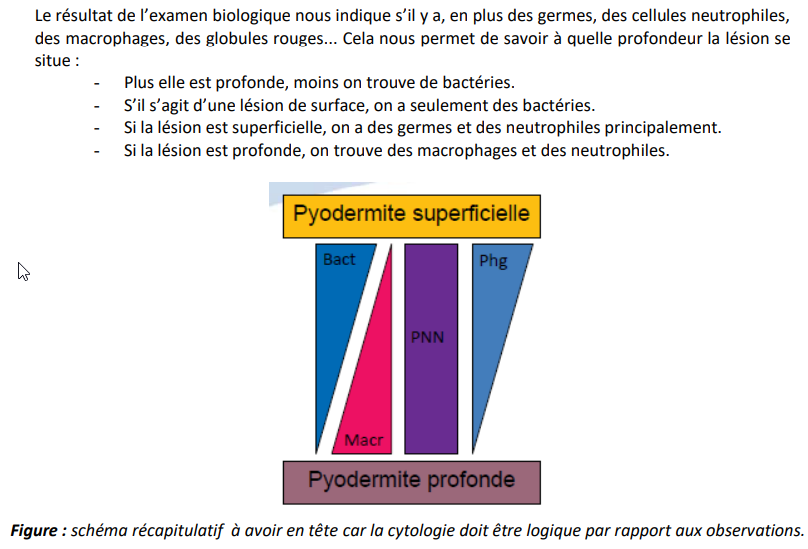 Le résultat de l’examen biologique nous indique s’il y a, en plus des germes, des cellules neutrophiles,
des macrophages, des globules rouges... Cela nous permet de savoir à quelle profondeur la lésion se
situe :
- Plus elle est profonde, moins on trouve de bactéries.
- S’il s’agit d’une lésion de surface, on a seulement des bactéries.
- Si la lésion est superficielle, on a des germes et des neutrophiles principalement.
- Si la lésion est profonde, on trouve des macrophages et des neutrophiles.
Pyodermite superficielle
Bact
Phg
PNN
Macr
Pyodermite profonde
Figure : schéma récapitulatif à avoir en tête car la cytologie doit être logique par rapport aux observations.